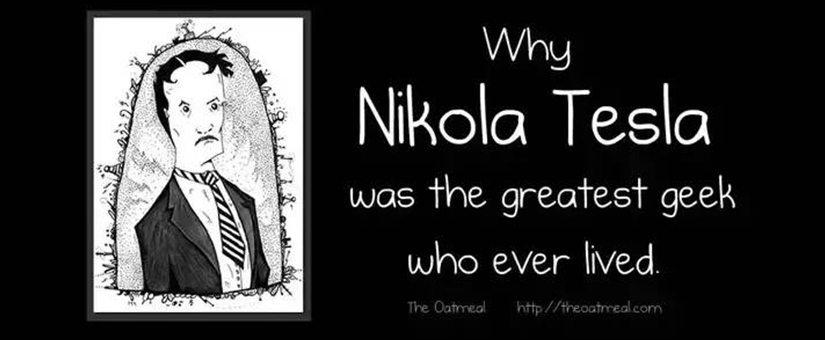 Why
Nikola Tesla
was the greatest geek
who ever lived.
The Oatmeal http://theoatmeal.com